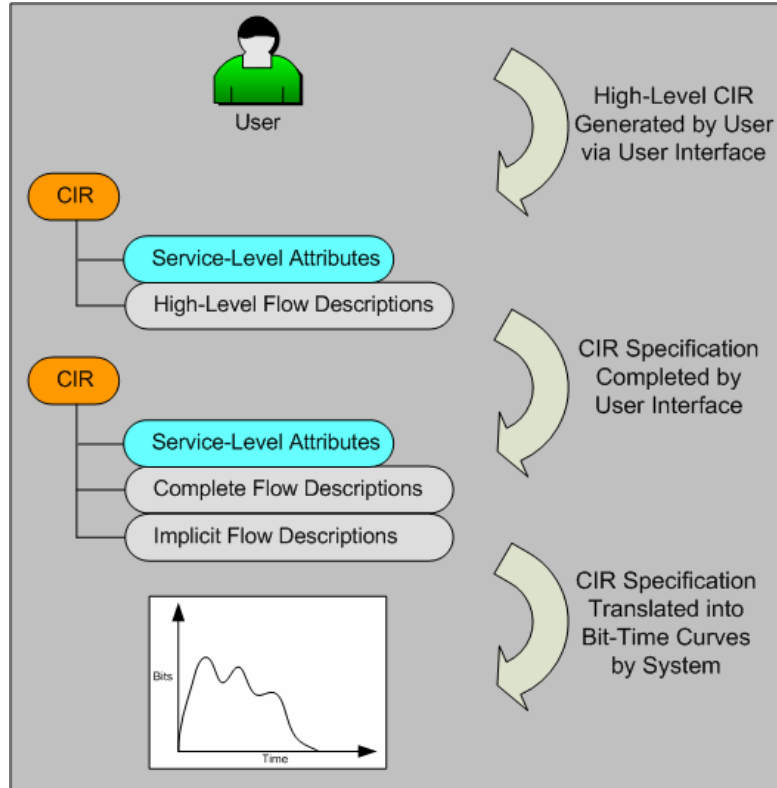 User
High-Level CIR
Generated by User
via User Interface
CIR
Service-Level Attributes
High-Level Flow Descriptions
CIR Specification
Completed by
User Interface
CIR
Service-Level Attributes
Complete Flow Descriptions
Implicit Flow Descriptions
CIR Specification
Translated into
Bit-Time Curves
by System
Bits
Time